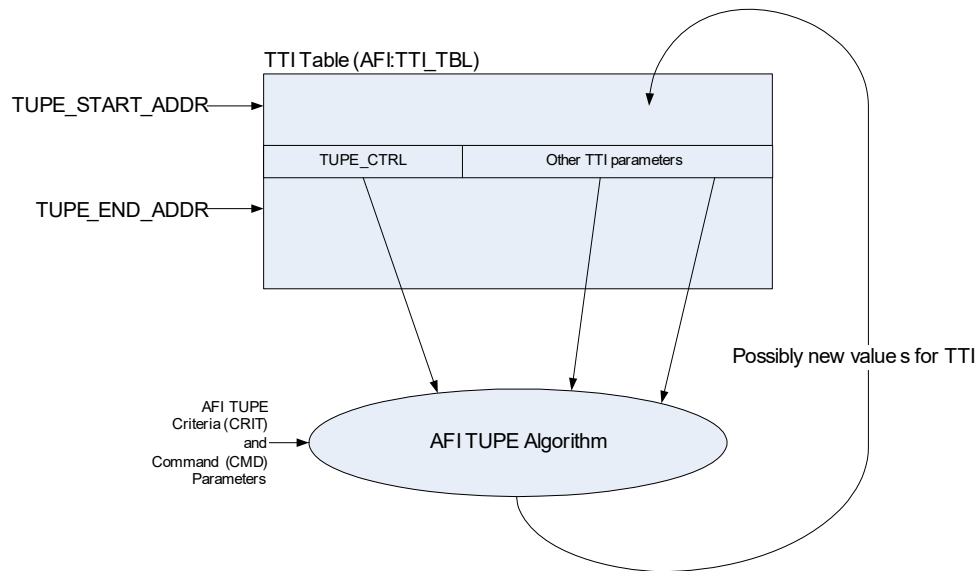 TTI Table (AFI:TTI_TBL)
TUPE_START_ADDR
TUPE_CTRL
Other TTI parameters
TUPE_END_ADDR
Possibly new values for TTI
AFI TUPE
Criteria (CRIT)
and
Command (CMD)
Parameters
AFI TUPE Algorithm